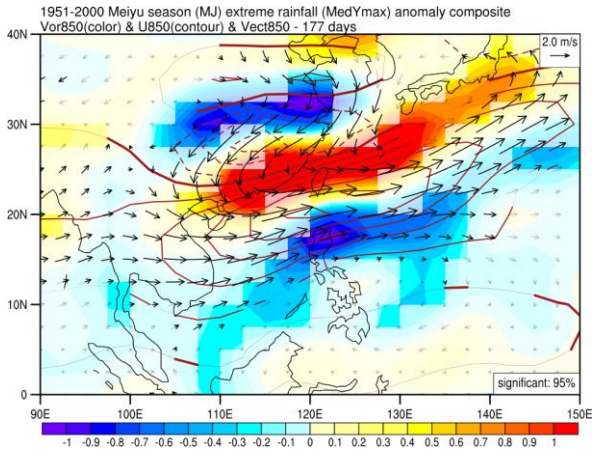 1951-2000 Meiyu season (MJ) extreme rainfall (MedYmax) anomaly composite
Vor850(color) & U850(contour) & Vect850 - 177 days
40N
2.0 m/s
30N
20N
10N
0
significant: 95%
90E 100E 110E 120E 130E 140E 150E
-1 -0.9 -0.8 -0.7 -0.6 -0.5 -0.4 -0.3 -0.2 -0.1 0 0.1 0.2 0.3 0.4 0.5 0.6 0.7 0.8 0.9 1